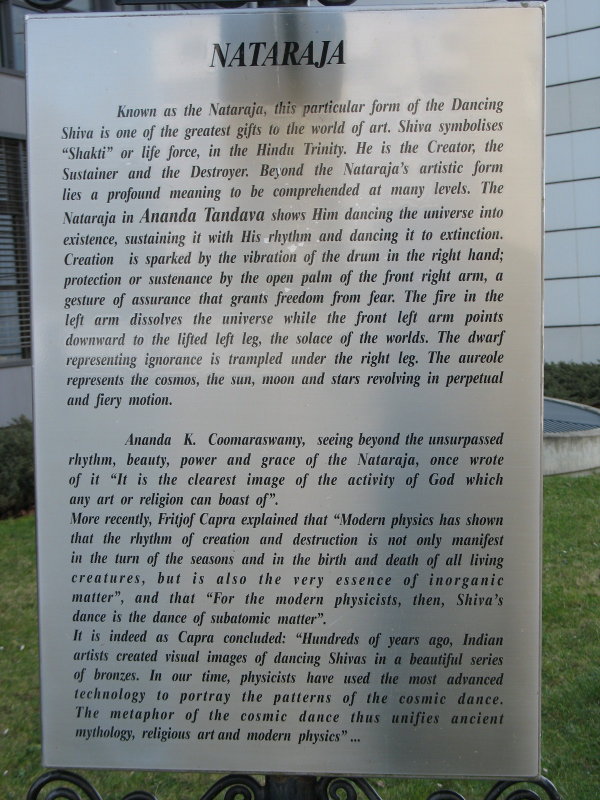 NATARAJA
Known as the Nataraja, this particular form of the Dancing
Shiva is one of the greatest gifts to the world of art. Shiva symbolises
“Shakti” or life force, in the Hindu Trinity. He is the Creator, the
Sustainer and the Destroyer. Beyond the Nataraja’s artistic form
lies a profound meaning to be comprehended at many levels. The
Nataraja in Ananda Tandava shows Him dancing the universe into
existence, sustaining it with His rhythm and dancing it to extinction.
Creation is sparked by the vibration of the drum in the right hand;
protection or sustenance by the open palm of the front right arm, a
gesture of assurance that grants freedom from fear. The fire in the
left arm dissolves the universe while the front left arm points
downward to the lifted left leg, the solace of the worlds. The dwarf
representing ignorance is trampled under the right leg. The aureole
represents the cosmos, the sun, moon and stars revolving in perpetual
and fiery motion.
Ananda K. Coomaraswamy, seeing beyond the unsurpassed
rhythm, beauty, power and grace of the Nataraja, once wrote
of it “It is the clearest image of the activity of God which
any art or religion can boast of”.
More recently, Fritjof Capra explained that “Modern physics has shown
that the rhythm of creation and destruction is not only manifest
in the turn of the seasons and in the birth and death of all living
creatures, but is also the very essence of inorganic
matter”, and that “For the modern physicists, then, Shiva’s
dance is the dance of subatomic matter”.
It is indeed as Capra concluded: “Hundreds of years ago, Indian
artists created visual images of dancing Shivas in a beautiful series
of bronzes. In our time, physicists have used the most advanced
technology to portray the patterns of the cosmic dance.
The metaphor of the cosmic dance thus unifies ancient
mythology, religious art and modern physics” ...